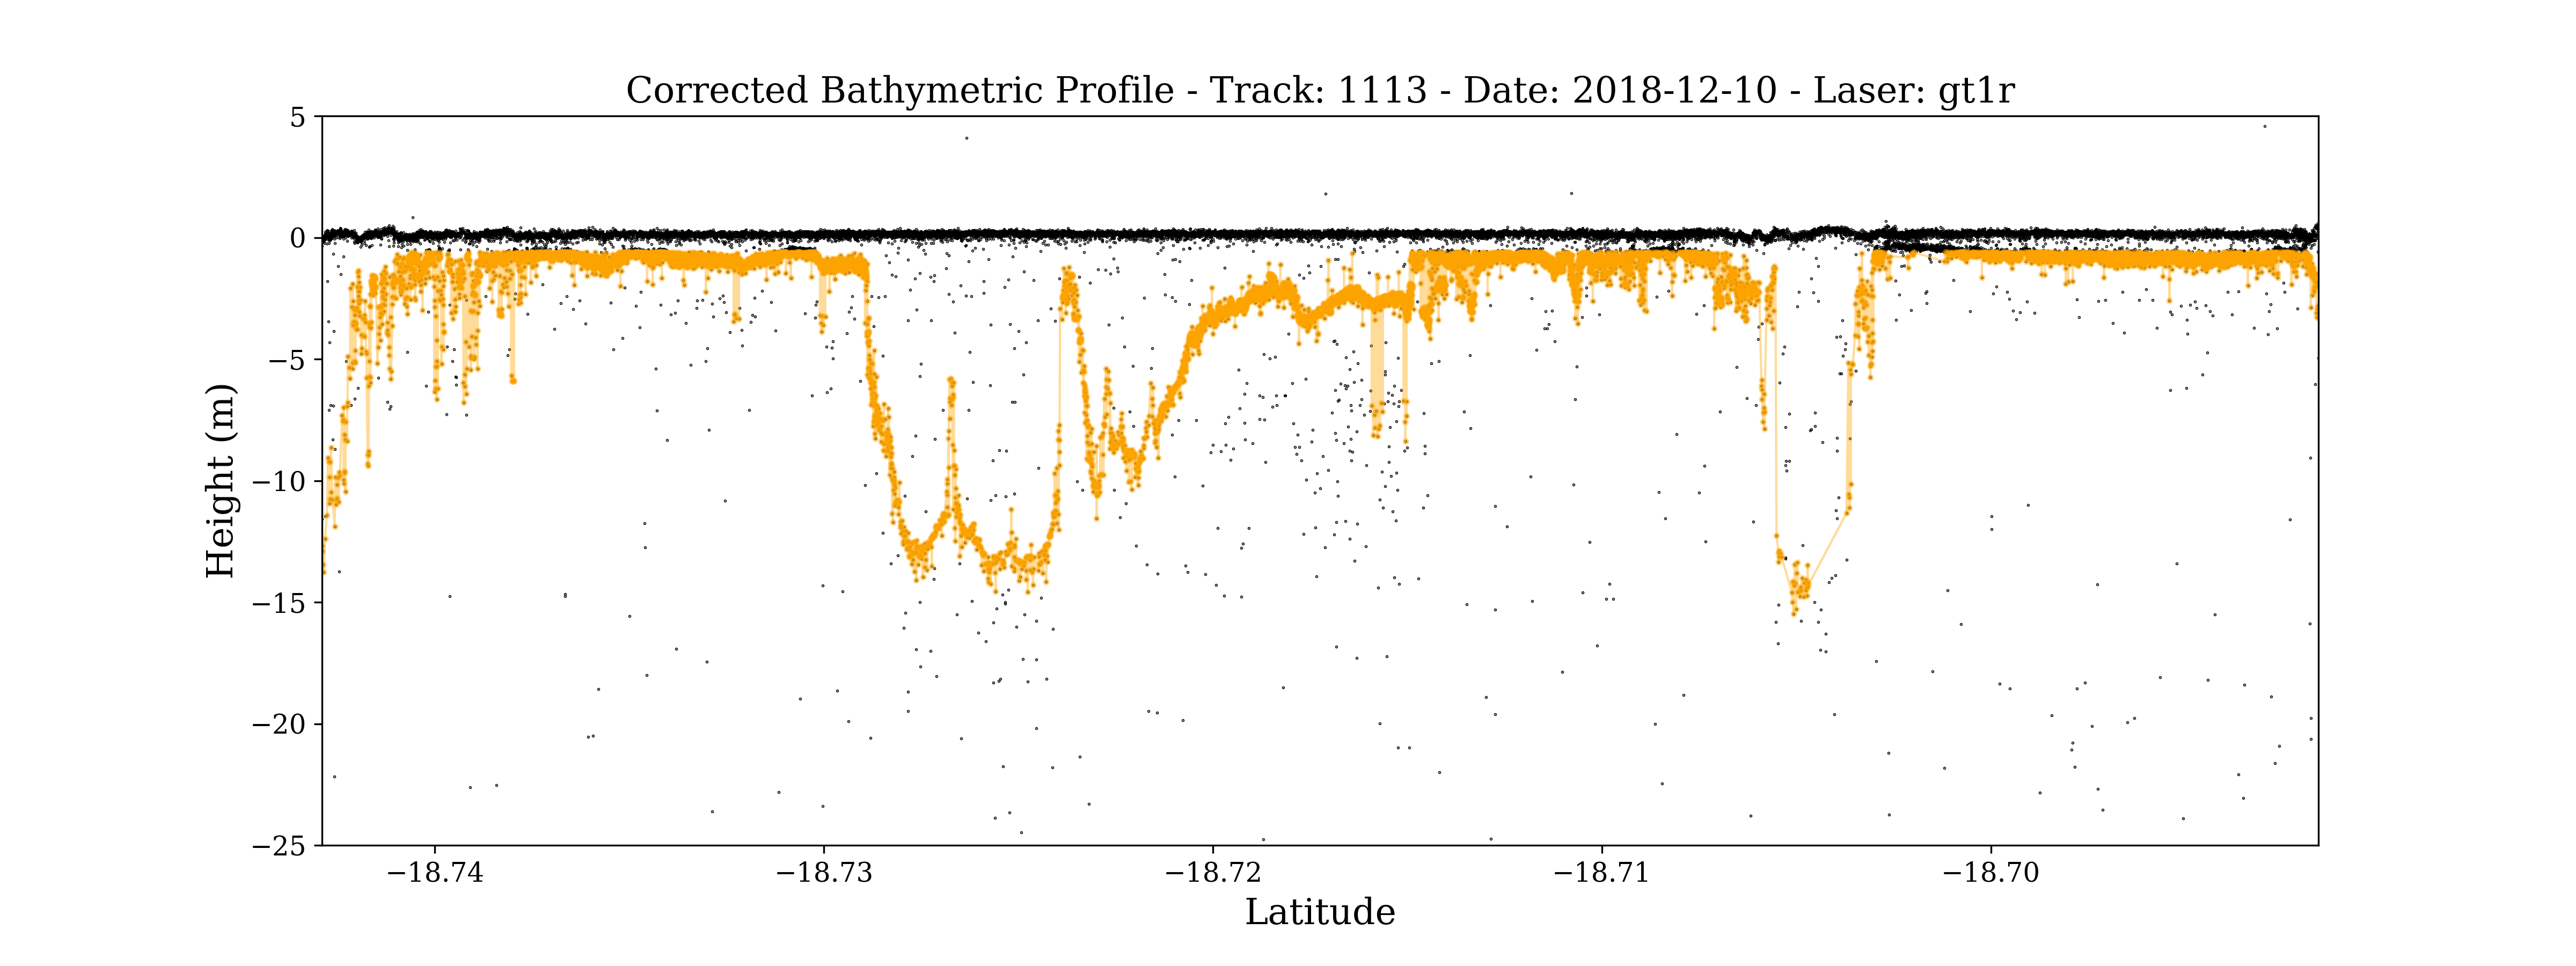 Corrected Bathymetric Profile - Track: 1113 - Date: 2018-12-10 - Laser: gt1r
5
0
−5
−10
−15
−20
−25
Height (m)
−18.74 −18.73 −18.72 −18.71 −18.70
Latitude